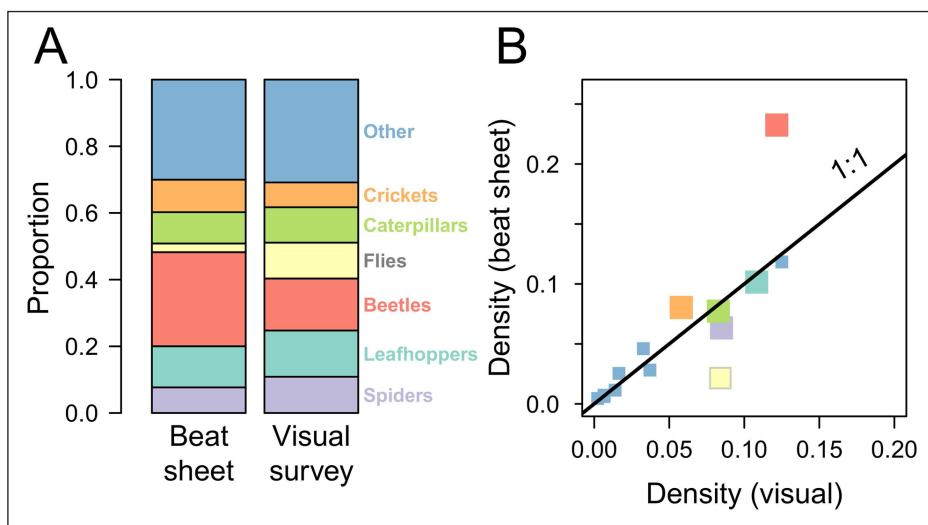 A
Proportion
1.0
0.8
0.6
0.4
0.2
0.0
Other
Crickets
Caterpillars
Flies
Beetles
Leafhoppers
Spiders
Beat
sheet
Visual
survey
B
Density (beat sheet)
0.2
0.1
0.0
1:1
0.00 0.05 0.10 0.15 0.20
Density (visual)